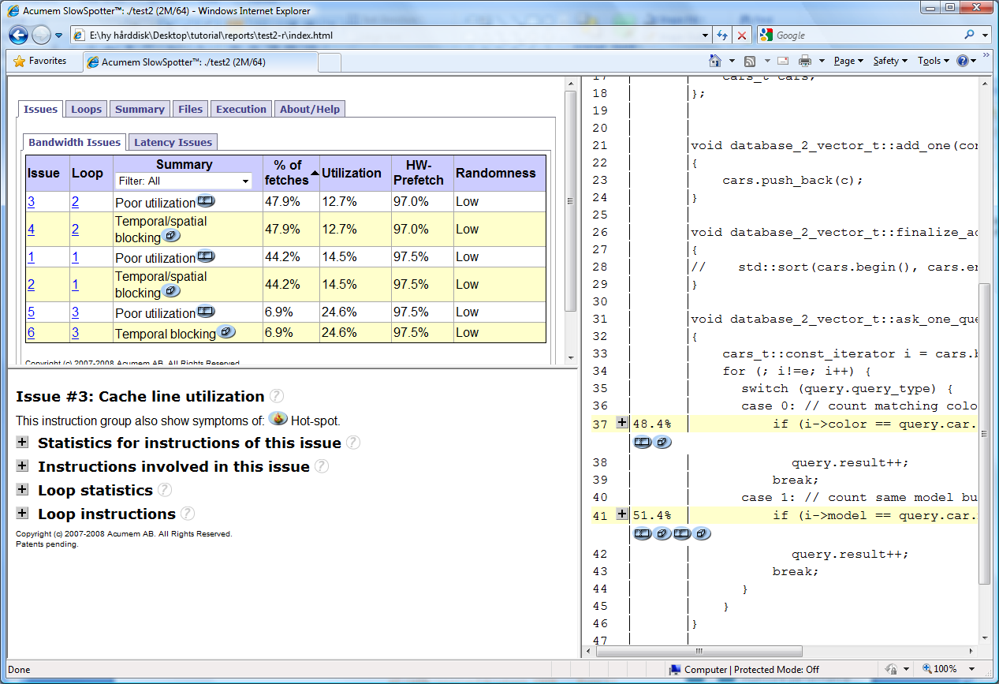 Acumem SlowSpotter™: ./test2 (2M/64) - Windows Internet Explorer
E:\hy hårddisk\Desktop\tutorial\reports\test2-r\index.html
Google
Favorites
Acumem SlowSpotter™: ./test2 (2M/64)
Page Safety Tools
Issues Loops Summary Files Execution About/Help
Bandwidth Issues Latency Issues
Issue Loop Summary % of fetches Utilization HW-Prefetch Randomness
Filter: All
3 2 Poor utilization 47.9% 12.7% 97.0% Low
4 2 Temporal/spatial blocking 47.9% 12.7% 97.0% Low
1 1 Poor utilization 44.2% 14.5% 97.5% Low
2 1 Temporal/spatial blocking 44.2% 14.5% 97.5% Low
5 3 Poor utilization 6.9% 24.6% 97.5% Low
6 3 Temporal blocking 6.9% 24.6% 97.5% Low
Copyright (c) 2007-2008 Acumem AB. All Rights Reserved.
Issue #3: Cache line utilization ?
This instruction group also show symptoms of: Hot-spot.
+ Statistics for instructions of this issue ?
+ Instructions involved in this issue ?
+ Loop statistics ?
+ Loop instructions ?
Copyright (c) 2007-2008 Acumem AB. All Rights Reserved.
Patents pending.
17 cars_t cars;
18 };
19
20
21 void database_2_vector_t::add_one(con
22 {
23 cars.push_back(c);
24 }
25
26 void database_2_vector_t::finalize_ad
27 {
28 // std::sort(cars.begin(), cars.en
29 }
30
31 void database_2_vector_t::ask_one_que
32 {
33 cars_t::const_iterator i = cars.b
34 for (; i!=e; i++) {
35 switch (query.query_type) {
36 case 0: // count matching colo
37 + 48.4% if (i->color == query.car.
38 query.result++;
39 break;
40 case 1: // count same model bu
41 + 51.4% if (i->model == query.car.
42 query.result++;
43 break;
44 }
45 }
46 }
47
Done
Computer | Protected Mode: Off
100%